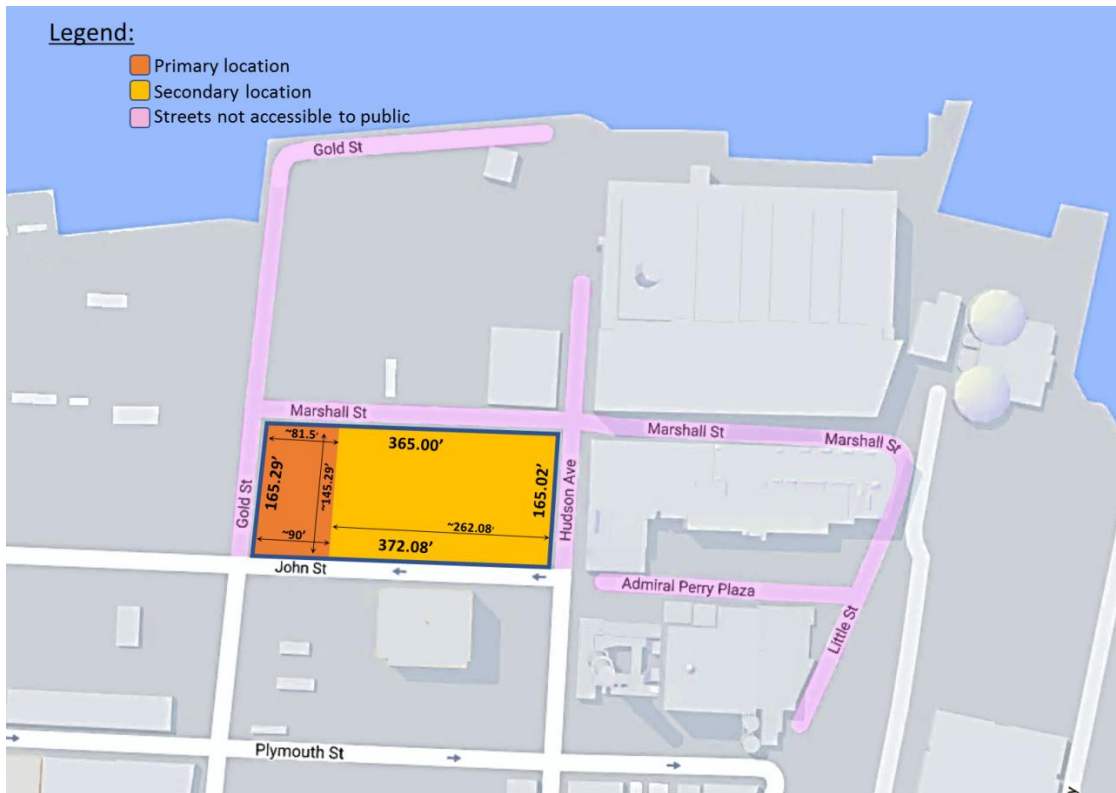 Legend:
Primary location
Secondary location
Streets not accessible to public
Gold St
Marshall St
Marshall St
Marshall St
~81.5'
365.00'
165.29'
~145.29'
165.02'
Gold St
Hudson Ave
~262.08'
~90'
372.08'
John St
Admiral Perry Plaza
Little St
Plymouth St